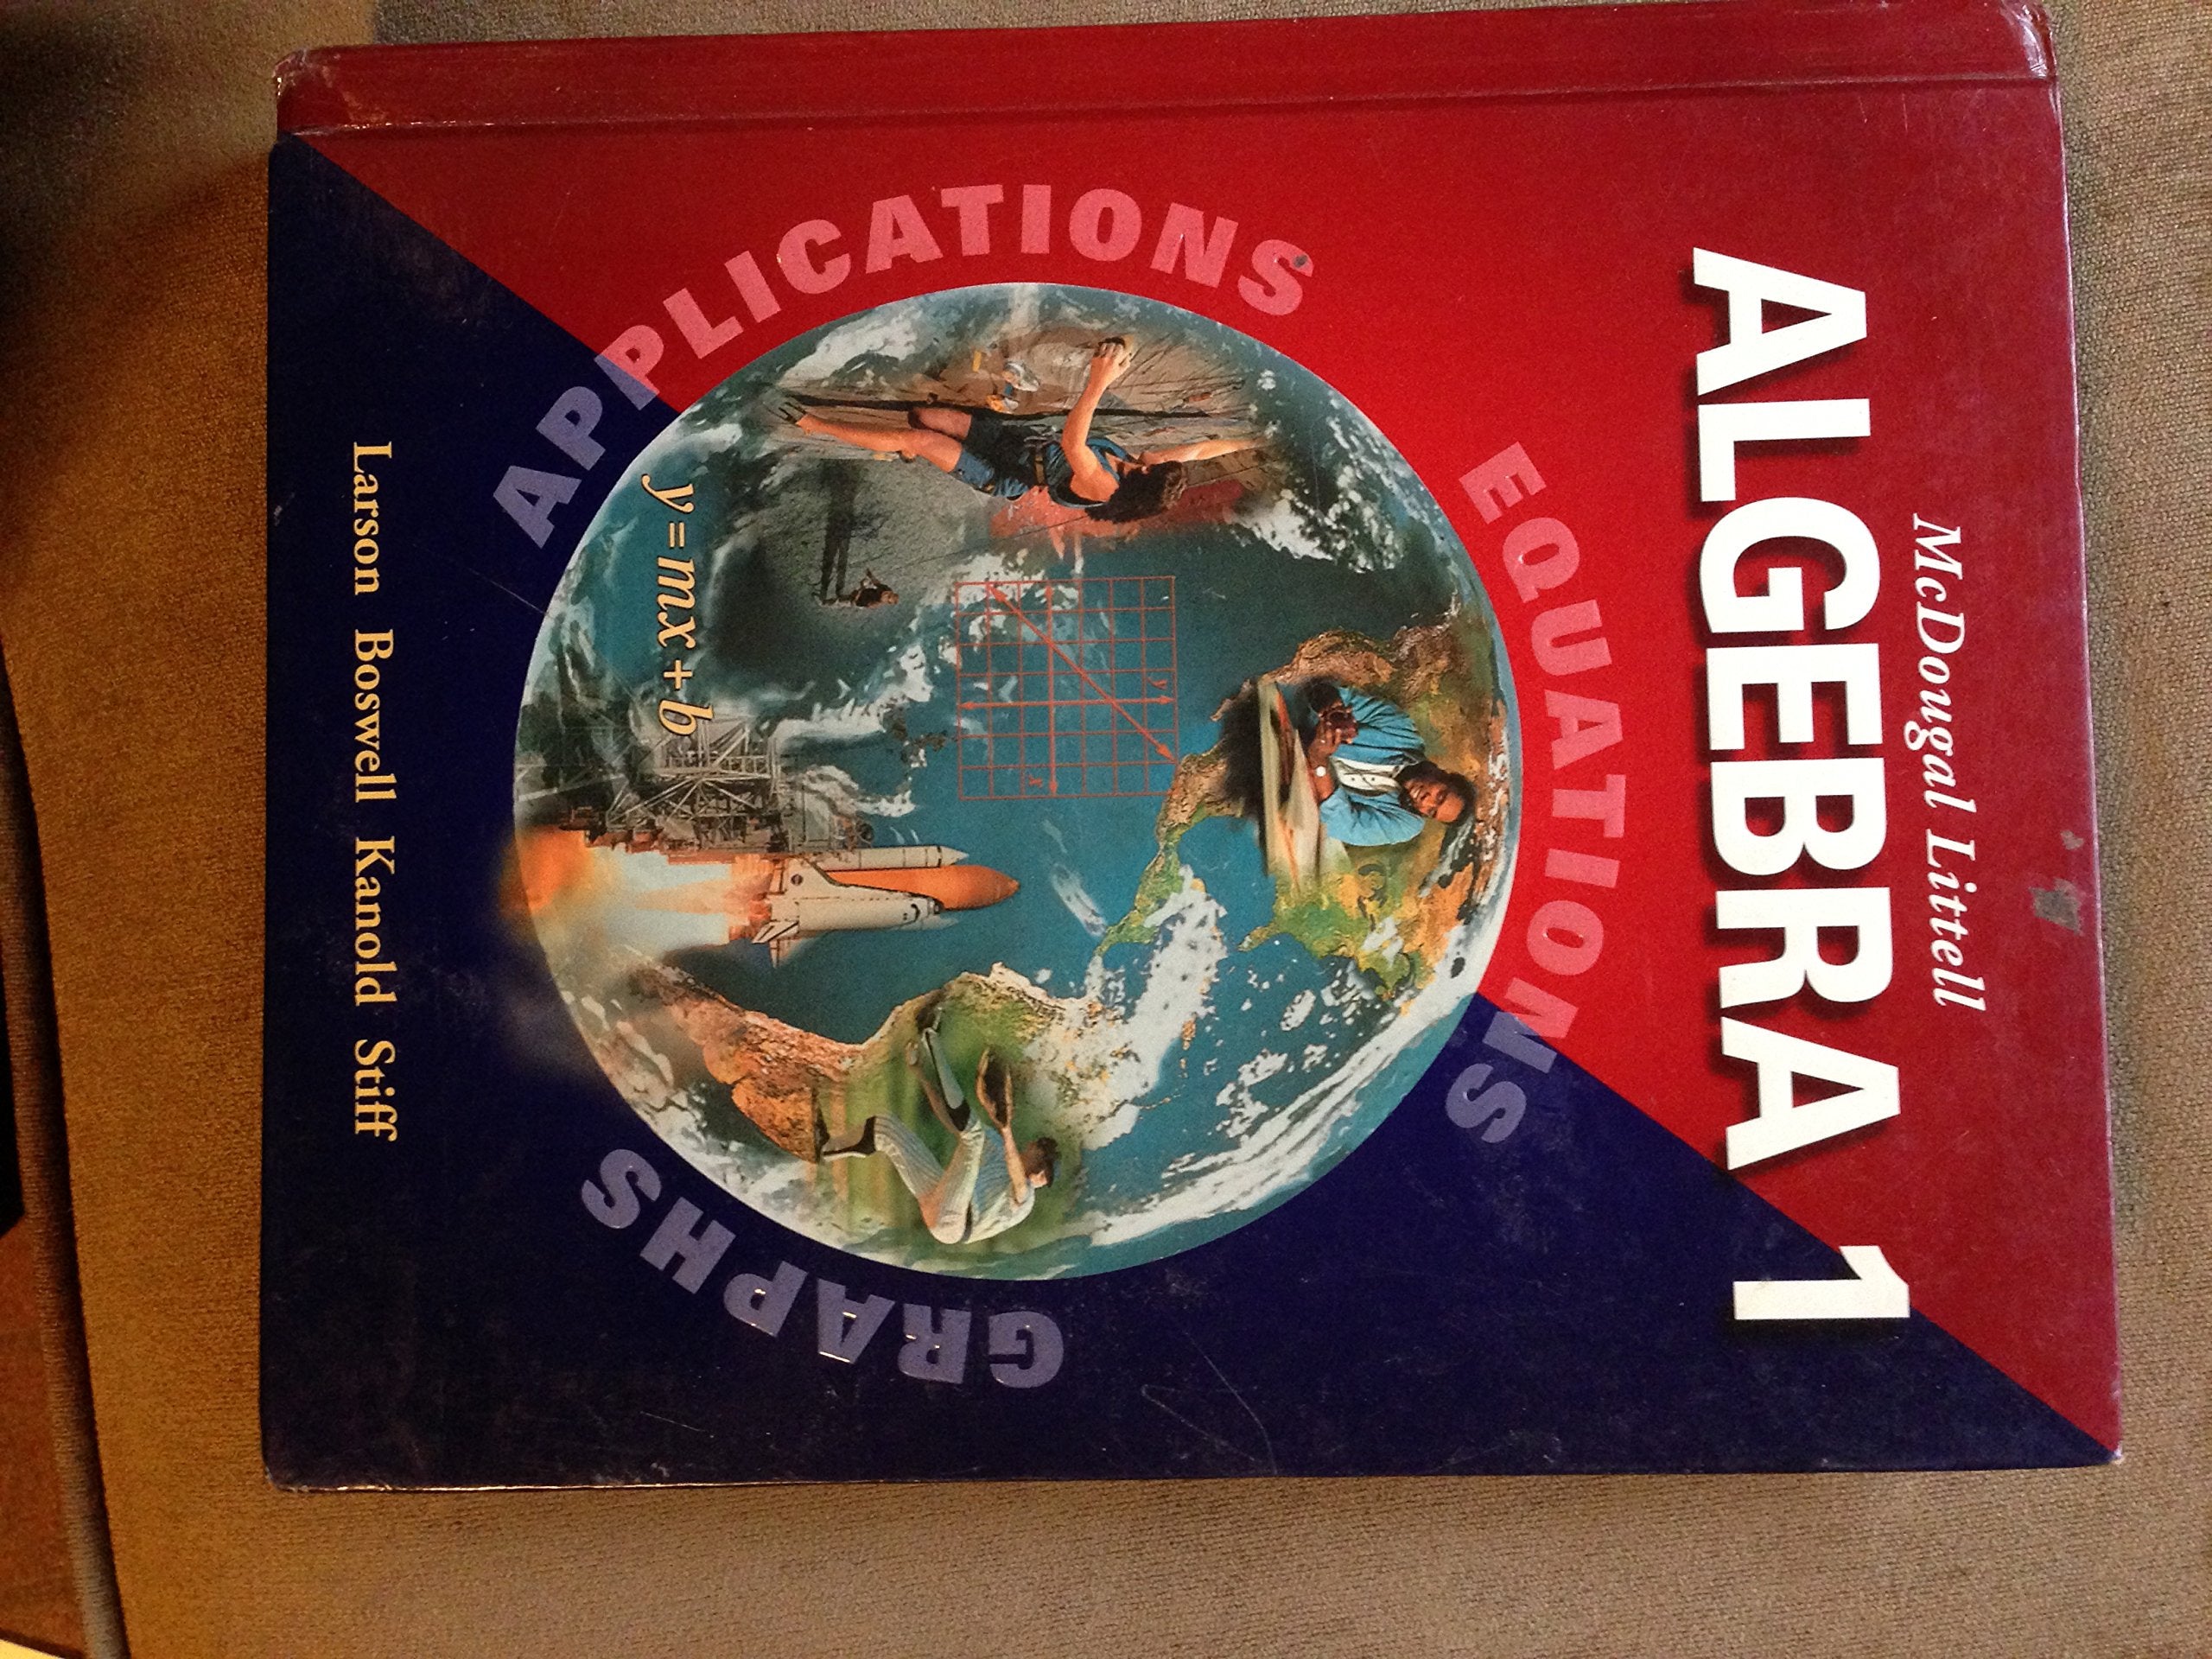 McDougal Littell
ALGEBRA 1
APPLICATIONS
EQUATIONS
GRAPHS
y
x
y = mx + b
Larson Boswell Kanold Stiff